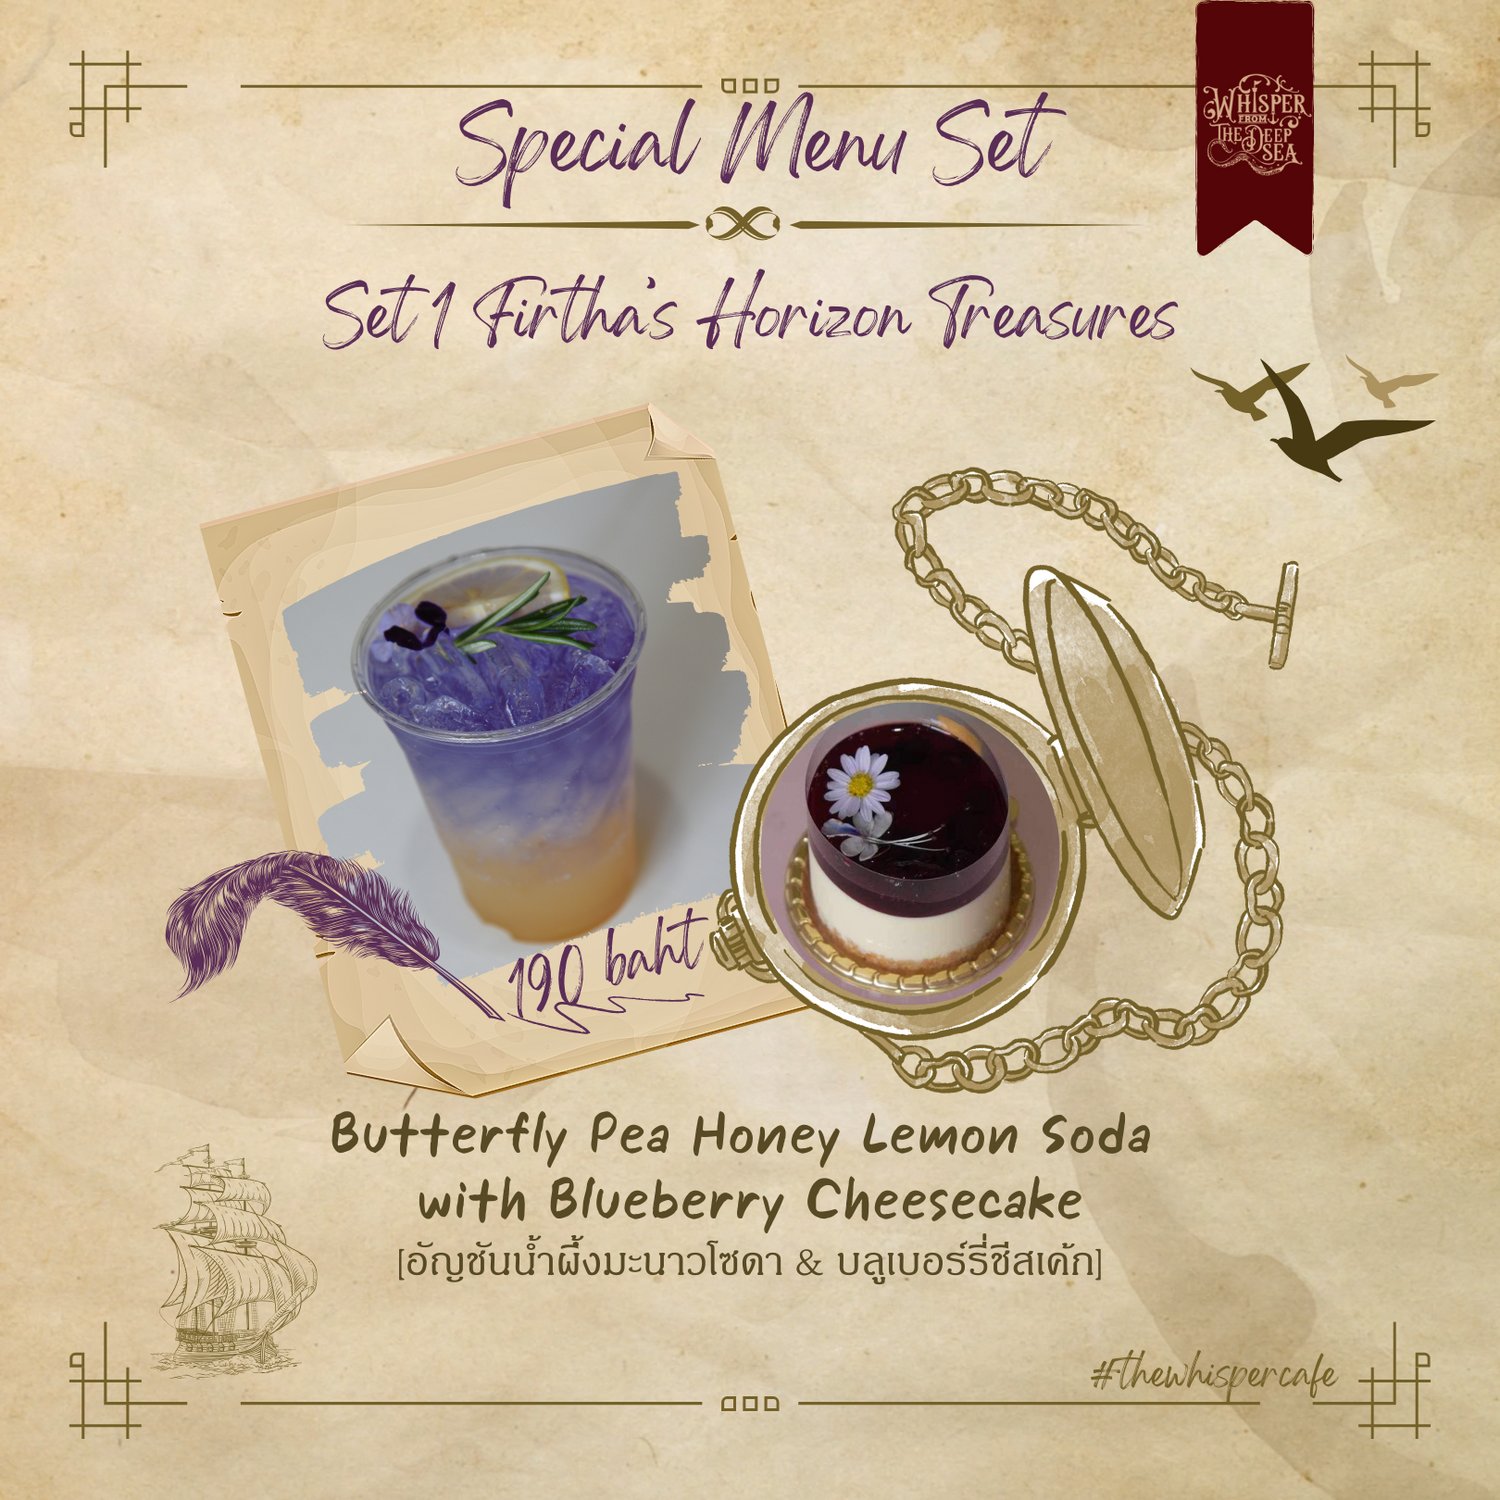 WHISPER
FROM
THE DEEP
SEA
Special Menu Set
Set 1 Firtha's Horizon Treasures
190 baht
Butterfly Pea Honey Lemon Soda
with Blueberry Cheesecake
[อัญชันน้ำผึ้งมะนาวโซดา & บลูเบอร์รี่ชีสเค้ก]
#thewhispercafe